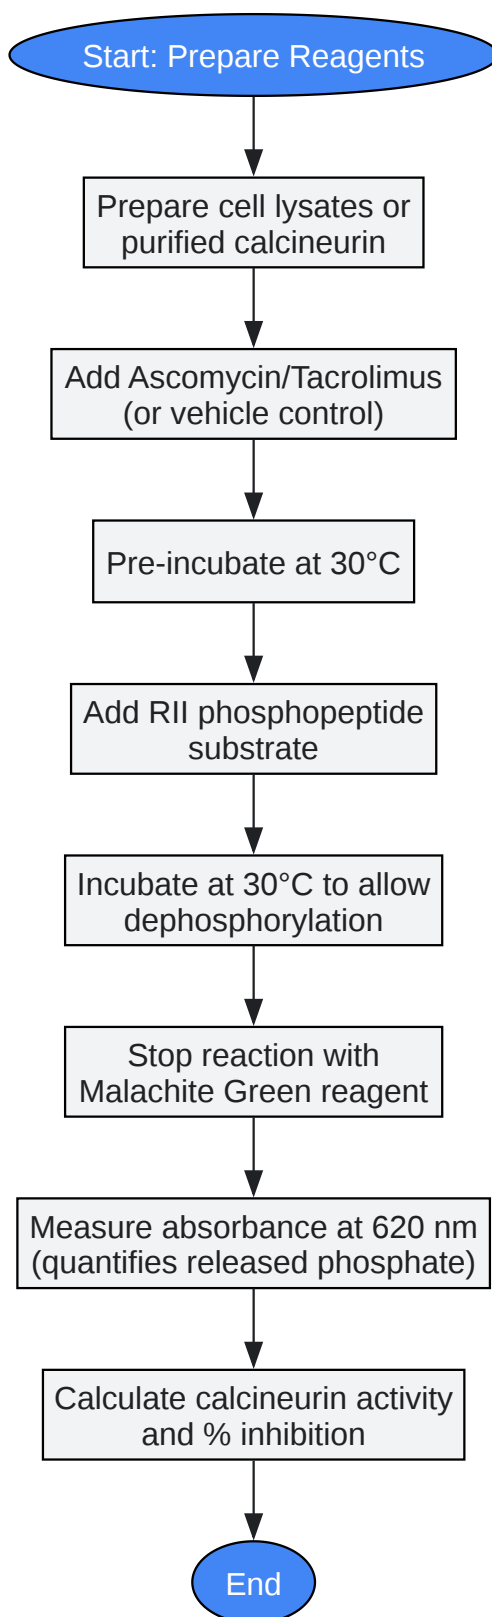 Start: Prepare Reagents
Prepare cell lysates or
purified calcineurin
Add Ascomycin/Tacrolimus
(or vehicle control)
Pre-incubate at 30°C
Add RII phosphopeptide
substrate
Incubate at 30°C to allow
dephosphorylation
Stop reaction with
Malachite Green reagent
Measure absorbance at 620 nm
(quantifies released phosphate)
Calculate calcineurin activity
and % inhibition
End